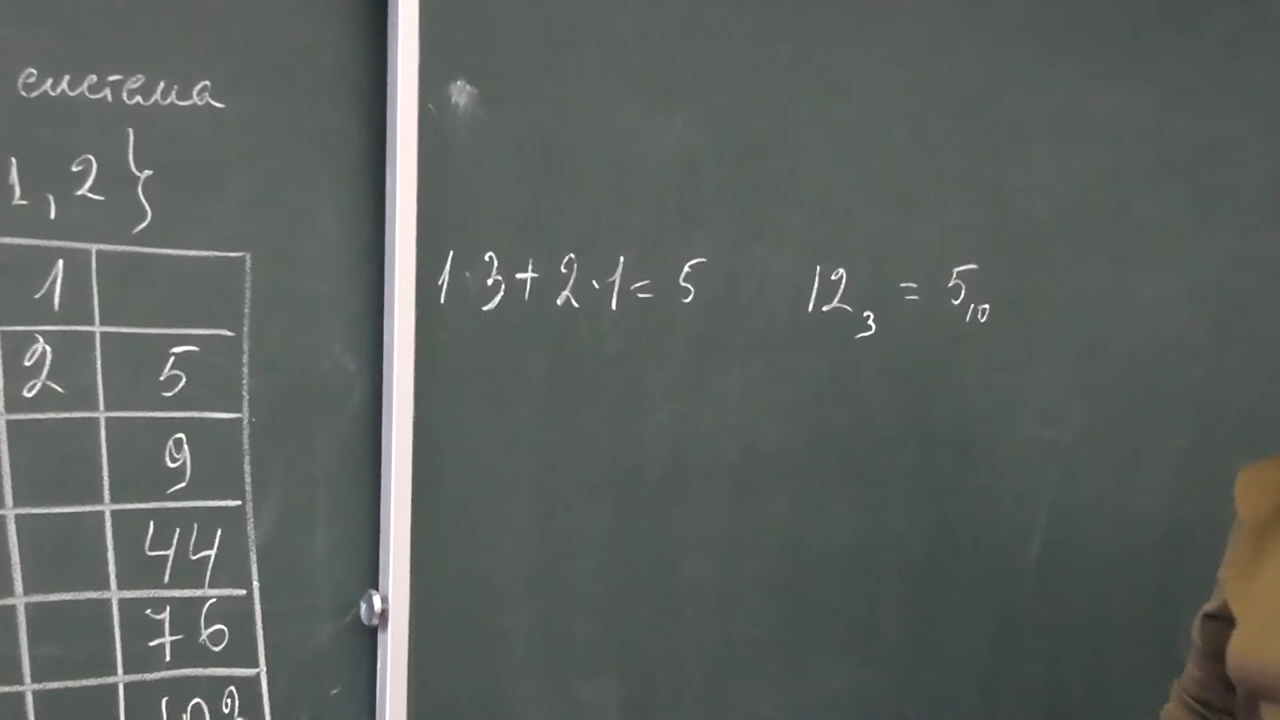 система
1, 2 }
1
2 5
9
44
76
1·3+2·1= 5 12₃ = 5₁₀